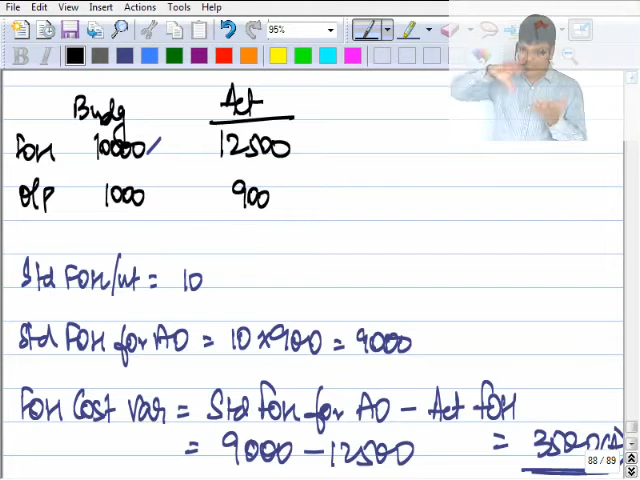 File Edit View Insert Actions Tools Help
95%
Budg Act
FOH 10000 12500
O/P 1000 900
Std FOH/ut = 10
Std FOH for AO = 10 x 900 = 9000
FOH Cost Var = Std FOH for AO - Act FOH
= 9000 - 12500 = 3500 (A)
88 / 89